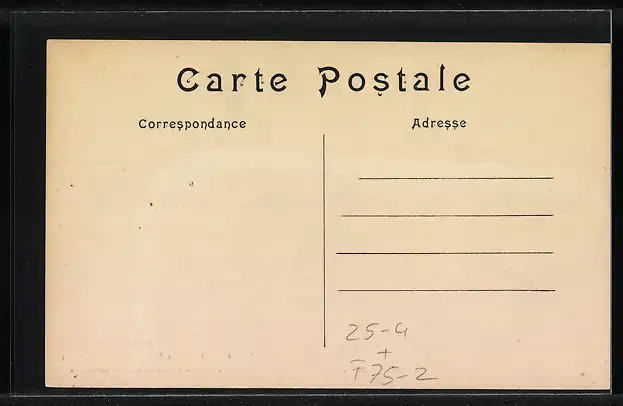 Carte Postale
Correspondance
Adresse
25-4
+
F75-2